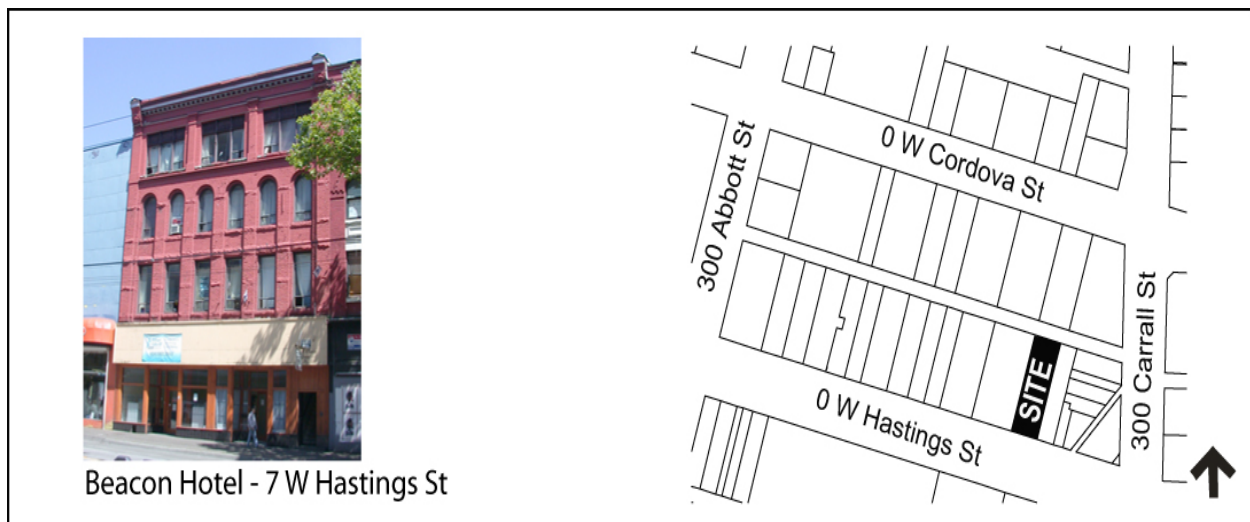 Beacon Hotel - 7 W Hastings St
0 W Cordova St
300 Abbott St
300 Carrall St
SITE
0 W Hastings St